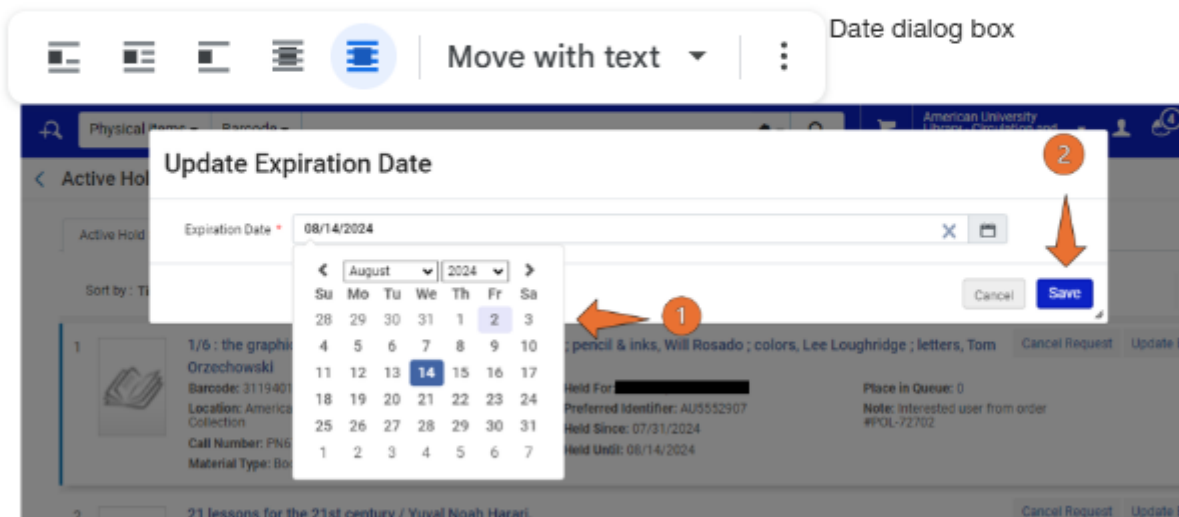 Date dialog box
Move with text
Physical items
Barcode
American University
Library - Circulation and
4
2
Update Expiration Date
Active Hol
Active Hold
Expiration Date *
08/14/2024
August
2024
Su Mo Tu We Th Fr Sa
28 29 30 31 1 2 3
4 5 6 7 8 9 10
11 12 13 14 15 16 17
18 19 20 21 22 23 24
25 26 27 28 29 30 31
1 2 3 4 5 6 7
Cancel
Save
1
Sort by : Ti
1
1/6 : the graphi
; pencil & inks, Will Rosado ; colors, Lee Loughridge ; letters, Tom
Orzechowski
Cancel Request
Update
Barcode: 3119401
Location: America
Collection
Call Number: PN6
Material Type: Bo
Held For:
Preferred Identifier: AU5552907
Held Since: 07/31/2024
Held Until: 08/14/2024
Place in Queue: 0
Note: Interested user from order
#POL-72702
2
21 lessons for the 21st century / Yuval Noah Harari.
Cancel Request
Update